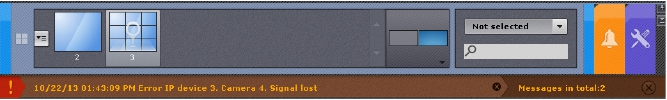 Not selected
2
3
10/22/13 01:43:09 PM Error IP device 3. Camera 4. Signal lost
Messages in total:2